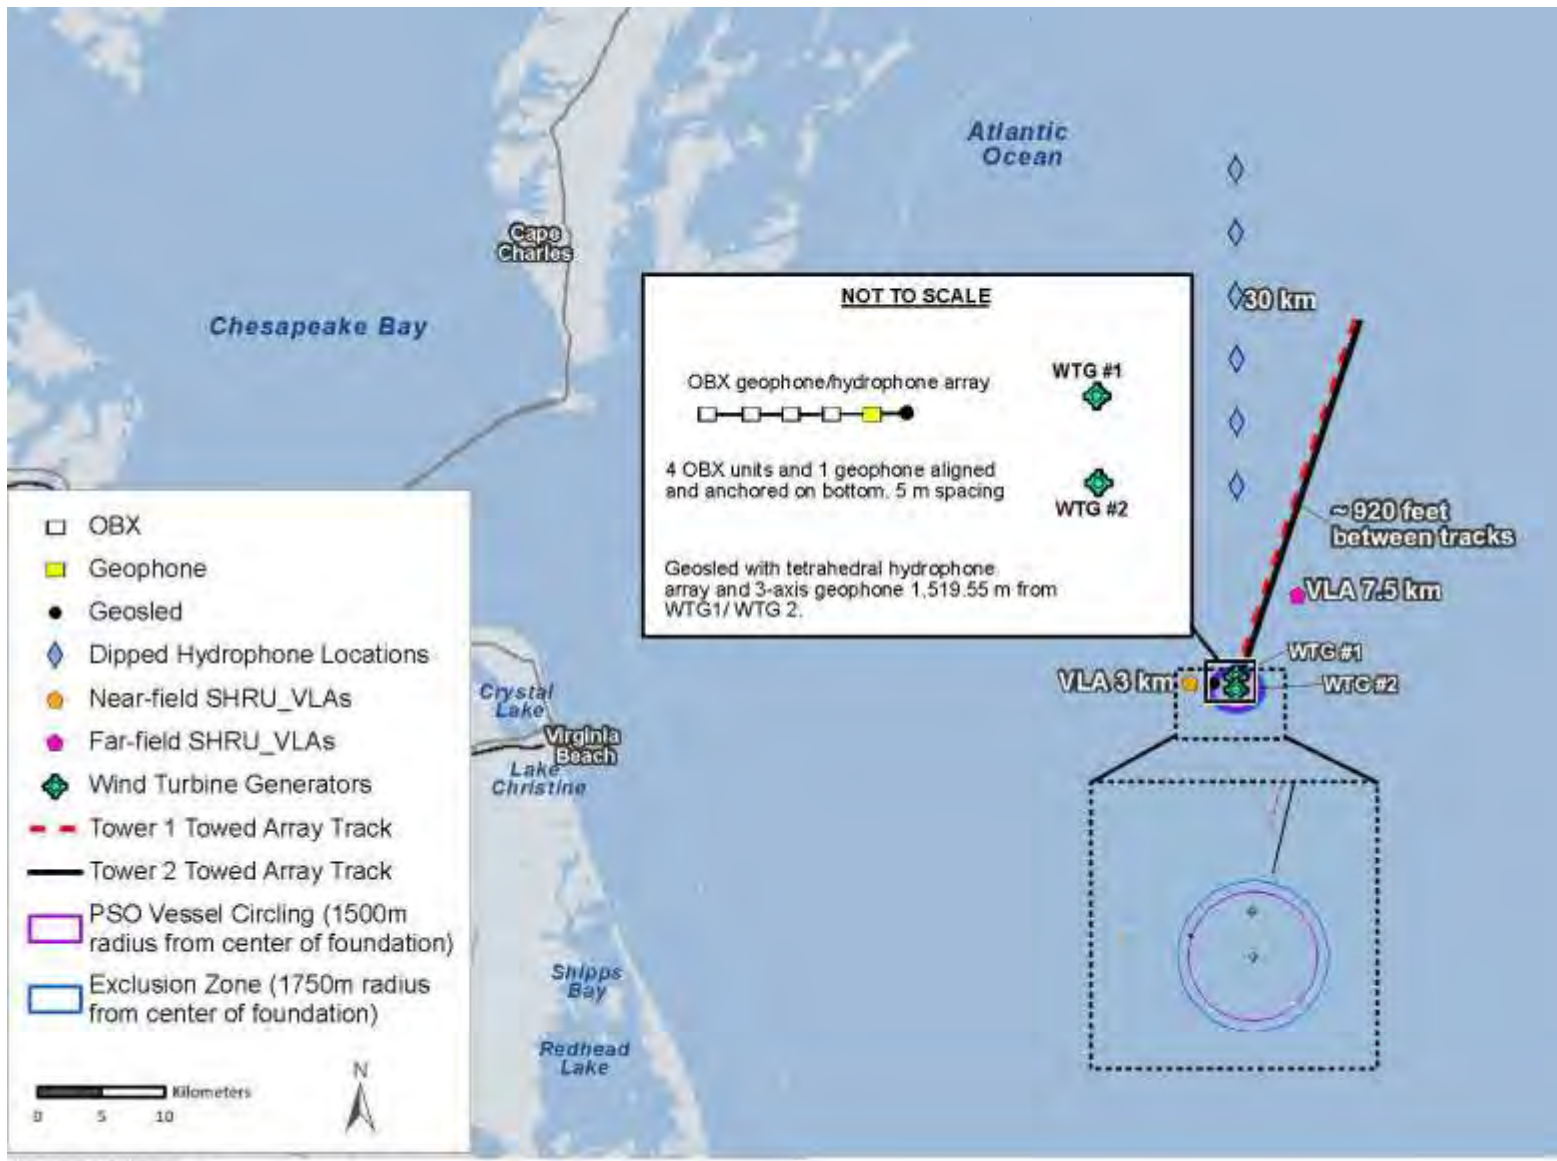 Atlantic
Ocean
Cape
Charles
Chesapeake Bay
30 km
NOT TO SCALE
OBX geophone/hydrophone array
WTG #1
4 OBX units and 1 geophone aligned
and anchored on bottom. 5 m spacing
WTG #2
Geosled with tetrahedral hydrophone
array and 3-axis geophone 1,519.55 m from
WTG1/ WTG 2.
~ 920 feet
between tracks
VLA 7.5 km
WTG #1
VLA 3 km
WTG #2
Crystal
Lake
Virginia
Beach
Lake
Christine
Shipps
Bay
Redhead
Lake
OBX
Geophone
Geosled
Dipped Hydrophone Locations
Near-field SHRU_VLAs
Far-field SHRU_VLAs
Wind Turbine Generators
Tower 1 Towed Array Track
Tower 2 Towed Array Track
PSO Vessel Circling (1500m
radius from center of foundation)
Exclusion Zone (1750m radius
from center of foundation)
Kilometers
0 5 10
N